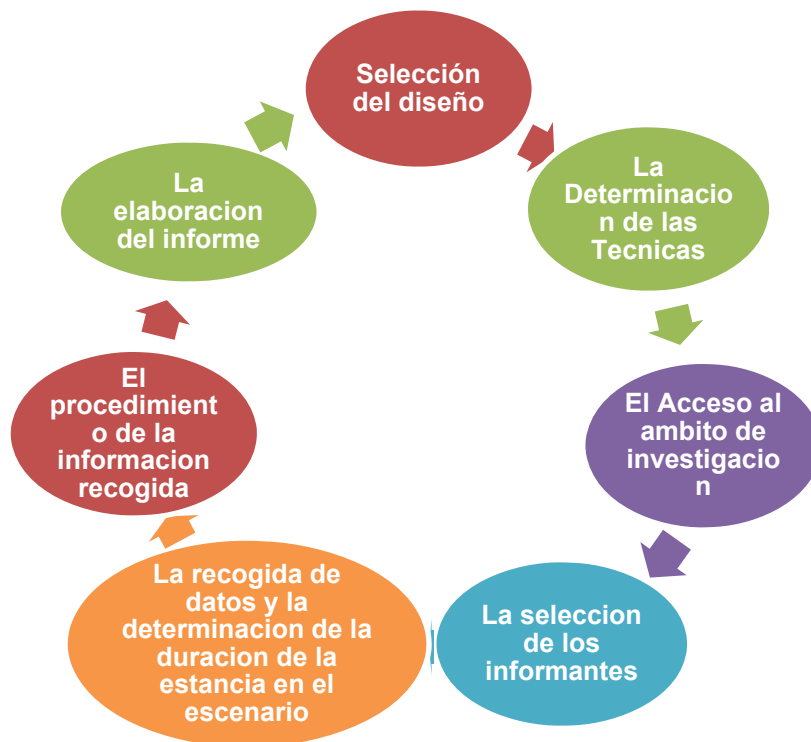 Selección
del diseño
La
Determinacio
n de las
Tecnicas
El Acceso al
ambito de
investigacio
n
La seleccion
de los
informantes
La recogida de
datos y la
determinacion de la
duracion de la
estancia en el
escenario
El
procedimient
o de la
informacion
recogida
La
elaboracion
del informe